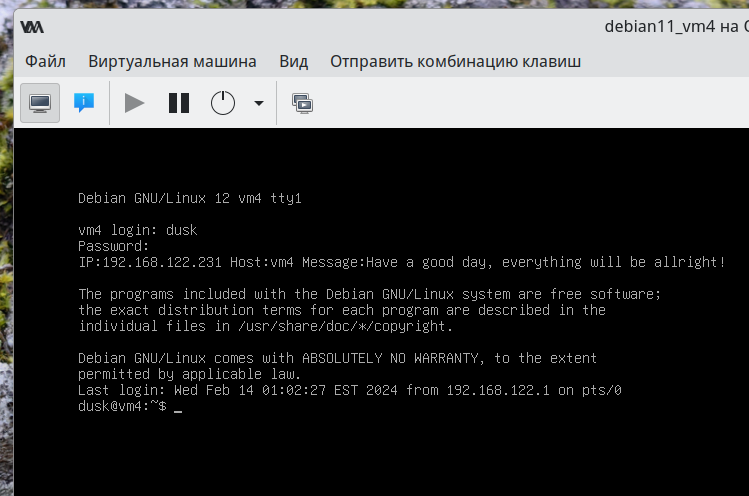 debian11_vm4 на
Файл Виртуальная машина Вид Отправить комбинацию клавиш
Debian GNU/Linux 12 vm4 tty1
vm4 login: dusk
Password:
IP:192.168.122.231 Host:vm4 Message:Have a good day, everything will be allright!
The programs included with the Debian GNU/Linux system are free software;
the exact distribution terms for each program are described in the
individual files in /usr/share/doc/*/copyright.
Debian GNU/Linux comes with ABSOLUTELY NO WARRANTY, to the extent
permitted by applicable law.
Last login: Wed Feb 14 01:02:27 EST 2024 from 192.168.122.1 on pts/0
dusk@vm4:~$ _